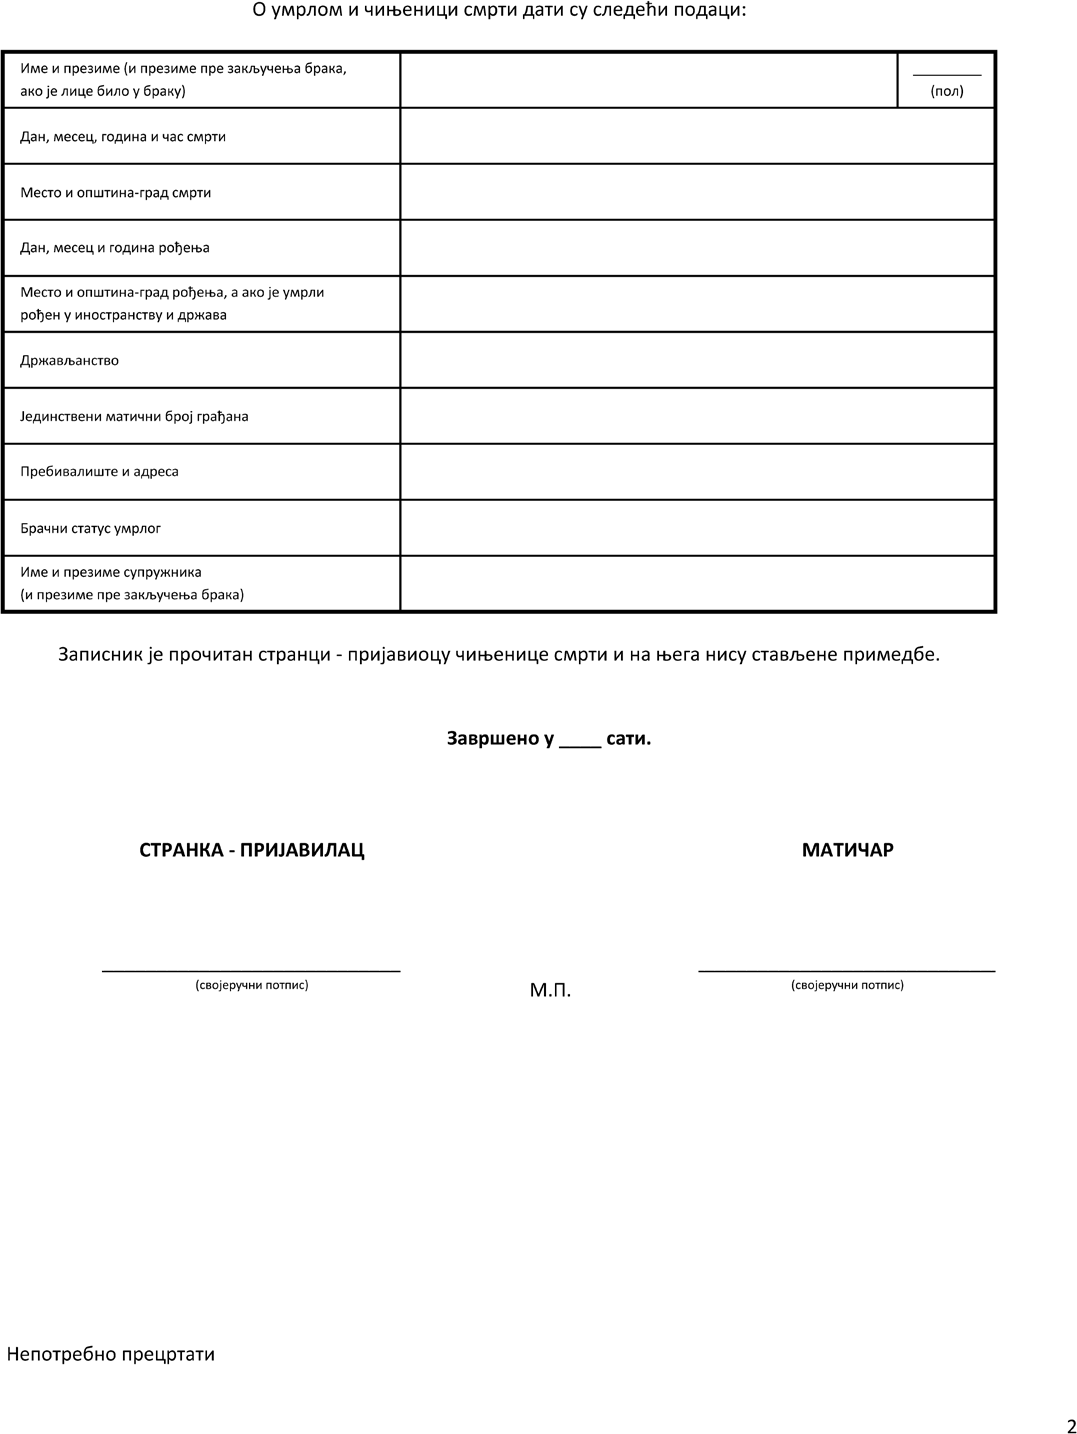 О умрлом и чињеници смрти дати су следећи подаци:
Име и презиме (и презиме пре закључења брака,
ако је лице било у браку)
(пол)
Дан, месец, година и час смрти
Место и општина-град смрти
Дан, месец и година рођења
Место и општина-град рођења, а ако је умрли
рођен у иностранству и држава
Држављанство
Јединствени матични број грађана
Пребивалиште и адреса
Брачни статус умрлог
Име и презиме супружника
(и презиме пре закључења брака)
Записник је прочитан странци - пријавиоцу чињенице смрти и на њега нису стављене примедбе.
Завршено у ____ сати.
СТРАНКА - ПРИЈАВИЛАЦ
МАТИЧАР
(својеручни потпис)
М.П.
(својеручни потпис)
Непотребно прецртати
2